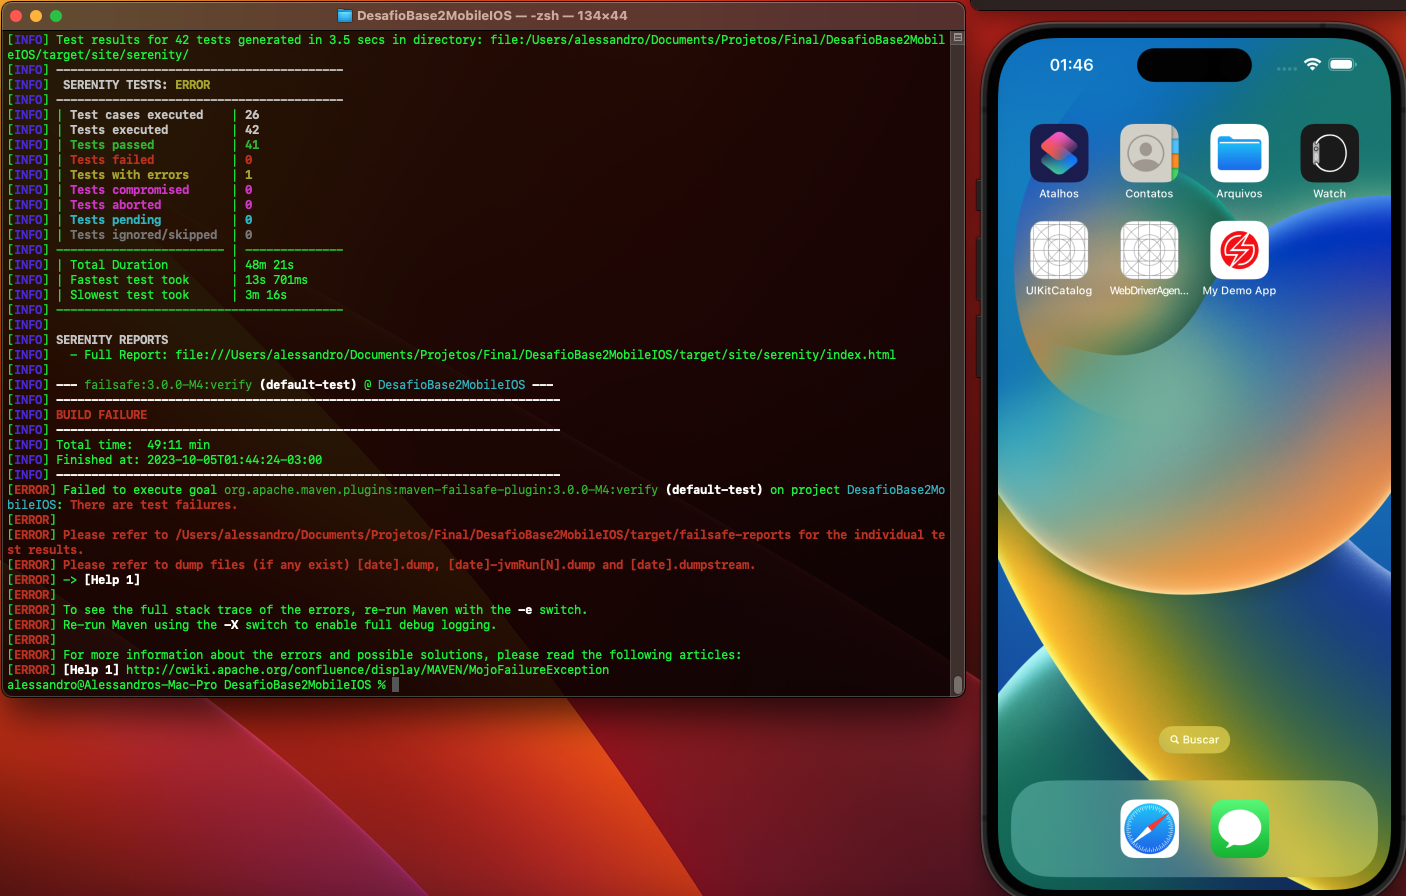 DesafioBase2MobileIOS — -zsh — 134×44
[INFO] Test results for 42 tests generated in 3.5 secs in directory: file:/Users/alessandro/Documents/Projetos/Final/DesafioBase2Mobil
eIOS/target/site/serenity/
[INFO] -----------------------------------------
[INFO]  SERENITY TESTS: ERROR
[INFO] -----------------------------------------
[INFO] | Test cases executed    | 26
[INFO] | Tests executed         | 42
[INFO] | Tests passed           | 41
[INFO] | Tests failed           | 0
[INFO] | Tests with errors      | 1
[INFO] | Tests compromised      | 0
[INFO] | Tests aborted          | 0
[INFO] | Tests pending          | 0
[INFO] | Tests ignored/skipped  | 0
[INFO] ------------------------ | --------------
[INFO] | Total Duration         | 48m 21s
[INFO] | Fastest test took      | 13s 701ms
[INFO] | Slowest test took      | 3m 16s
[INFO] -----------------------------------------
[INFO]
[INFO] SERENITY REPORTS
[INFO]   - Full Report: file:///Users/alessandro/Documents/Projetos/Final/DesafioBase2MobileIOS/target/site/serenity/index.html
[INFO]
[INFO] --- failsafe:3.0.0-M4:verify (default-test) @ DesafioBase2MobileIOS ---
[INFO] ------------------------------------------------------------------------
[INFO] BUILD FAILURE
[INFO] ------------------------------------------------------------------------
[INFO] Total time:  49:11 min
[INFO] Finished at: 2023-10-05T01:44:24-03:00
[INFO] ------------------------------------------------------------------------
[ERROR] Failed to execute goal org.apache.maven.plugins:maven-failsafe-plugin:3.0.0-M4:verify (default-test) on project DesafioBase2Mo
bileIOS: There are test failures.
[ERROR]
[ERROR] Please refer to /Users/alessandro/Documents/Projetos/Final/DesafioBase2MobileIOS/target/failsafe-reports for the individual te
st results.
[ERROR] Please refer to dump files (if any exist) [date].dump, [date]-jvmRun[N].dump and [date].dumpstream.
[ERROR] -> [Help 1]
[ERROR]
[ERROR] To see the full stack trace of the errors, re-run Maven with the -e switch.
[ERROR] Re-run Maven using the -X switch to enable full debug logging.
[ERROR]
[ERROR] For more information about the errors and possible solutions, please read the following articles:
[ERROR] [Help 1] http://cwiki.apache.org/confluence/display/MAVEN/MojoFailureException
alessandro@Alessandros-Mac-Pro DesafioBase2MobileIOS %
01:46
Atalhos Contatos Arquivos Watch
UIKitCatalog WebDriverAgen... My Demo App
Buscar